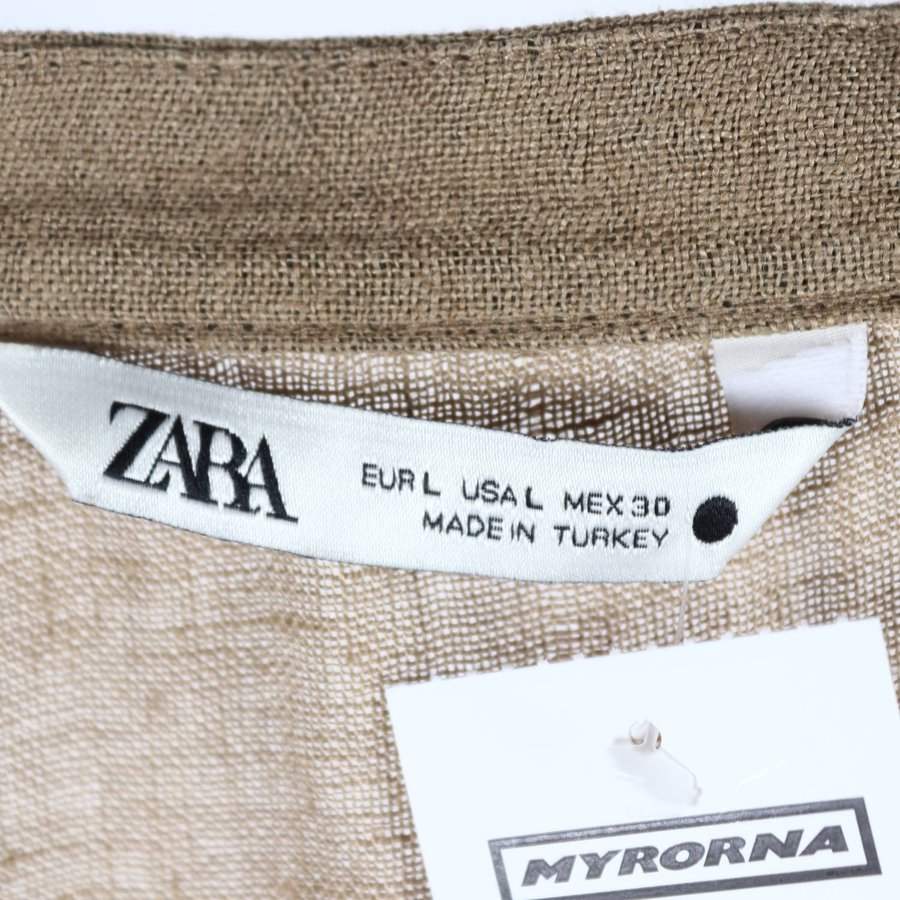 ZARA
EUR L USA L MEX 30
MADE IN TURKEY
MYRORNA